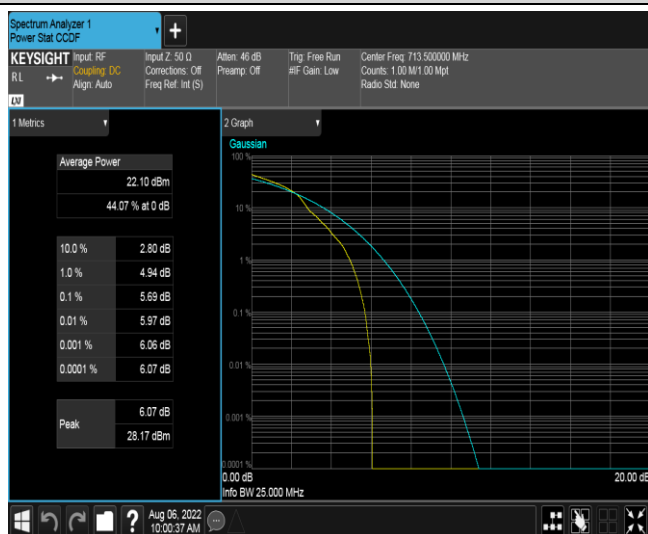 Spectrum Analyzer 1
Power Stat CCDF
+
KEYSIGHT
RL
LXI
Input: RF
Coupling: DC
Align: Auto
Input Z: 50 Ω
Corrections: Off
Freq Ref: Int (S)
Atten: 46 dB
Preamp: Off
Trig: Free Run
#IF Gain: Low
Center Freq: 713.500000 MHz
Counts: 1.00 M/1.00 Mpt
Radio Std: None
1 Metrics
Average Power
22.10 dBm
44.07 % at 0 dB
10.0 % 2.80 dB
1.0 % 4.94 dB
0.1 % 5.69 dB
0.01 % 5.97 dB
0.001 % 6.06 dB
0.0001 % 6.07 dB
Peak
6.07 dB
28.17 dBm
2 Graph
Gaussian
100 %
10 %
1 %
0.1 %
0.01 %
0.001 %
0.0001 %
0.00 dB 20.00 dB
Info BW 25.000 MHz
?
Aug 06, 2022
10:00:37 AM